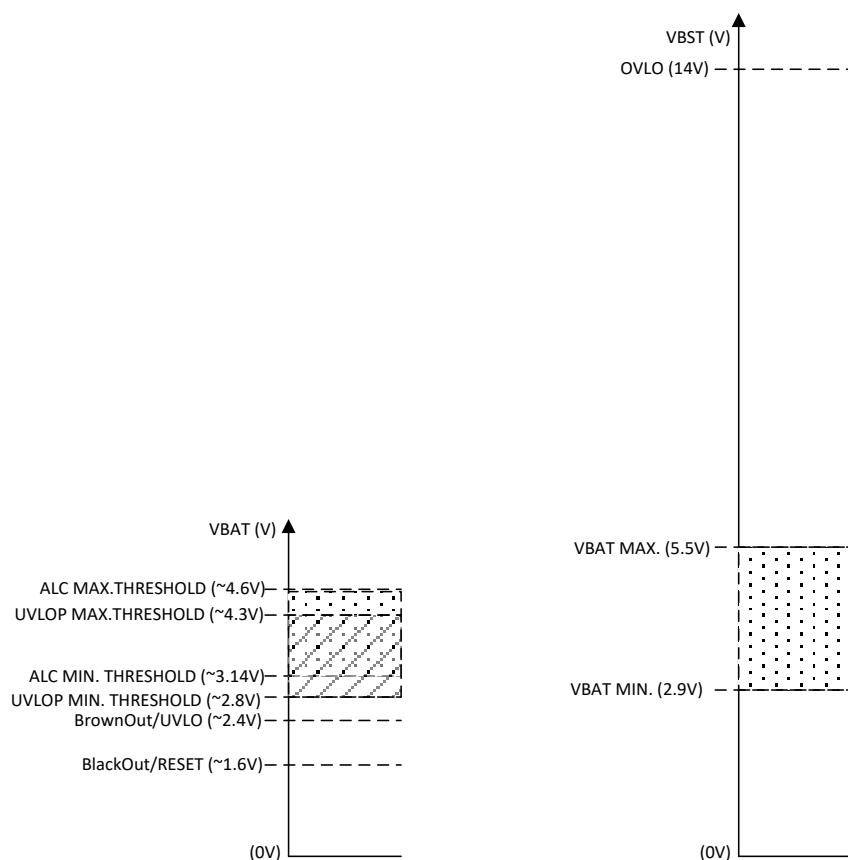 VBST (V)
OVLO (14V)
VBAT (V)
VBAT MAX. (5.5V)
ALC MAX.THRESHOLD (~4.6V)
UVLOP MAX.THRESHOLD (~4.3V)
ALC MIN. THRESHOLD (~3.14V)
VBAT MIN. (2.9V)
UVLOP MIN. THRESHOLD (~2.8V)
BrownOut/UVLO (~2.4V)
BlackOut/RESET (~1.6V)
(0V)
(0V)